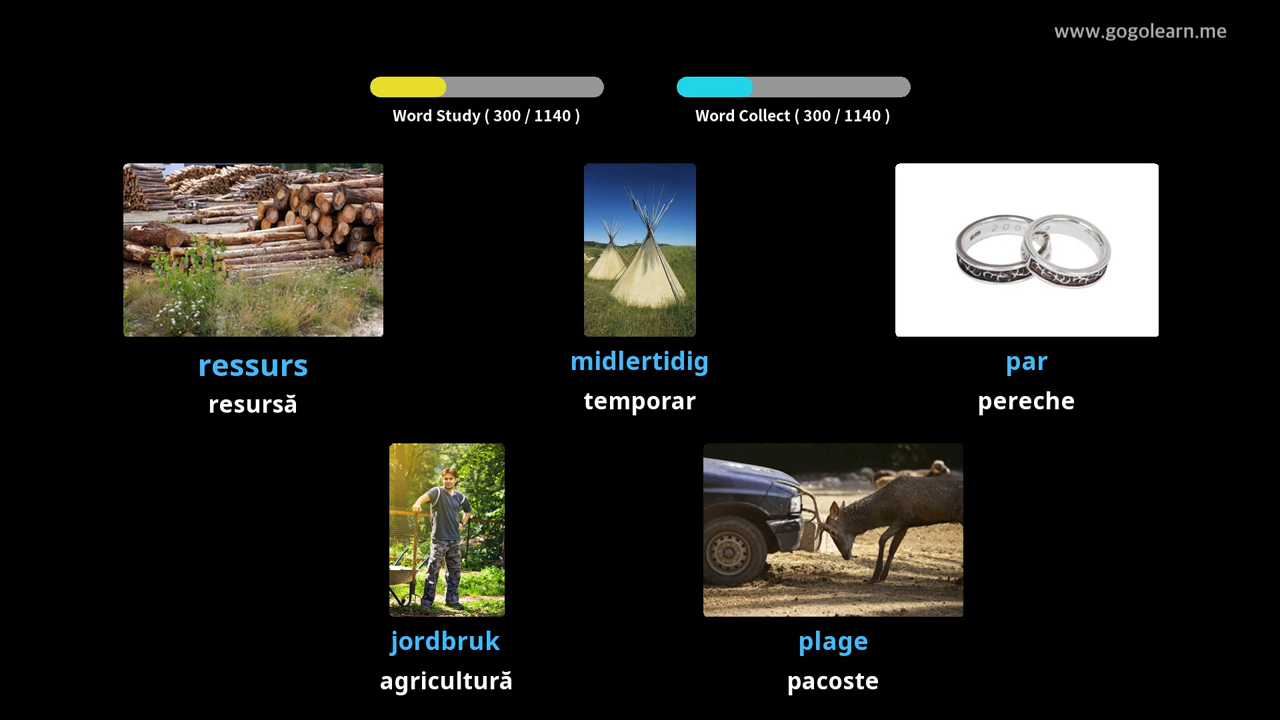 www.gogolearn.me
Word Study ( 300 / 1140 )
Word Collect ( 300 / 1140 )
ressurs
resursă
midlertidig
temporar
par
pereche
jordbruk
agricultură
plage
pacoste